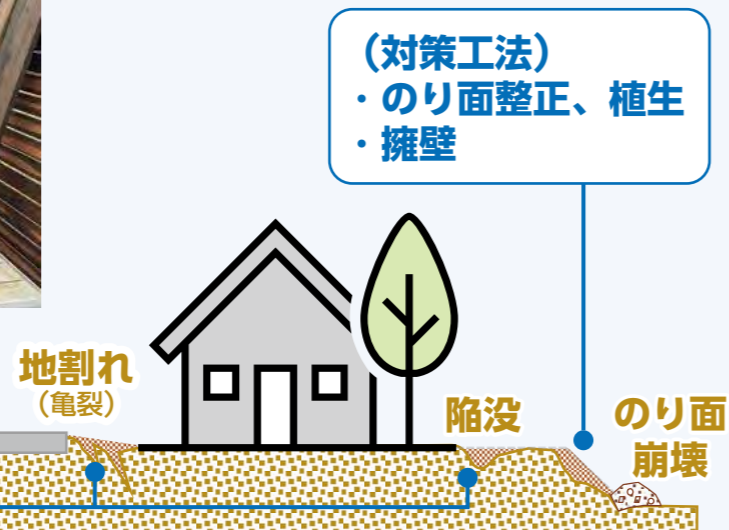 （対策工法）
・のり面整正、植生
・擁壁
地割れ
（亀裂）
陥没
のり面
崩壊